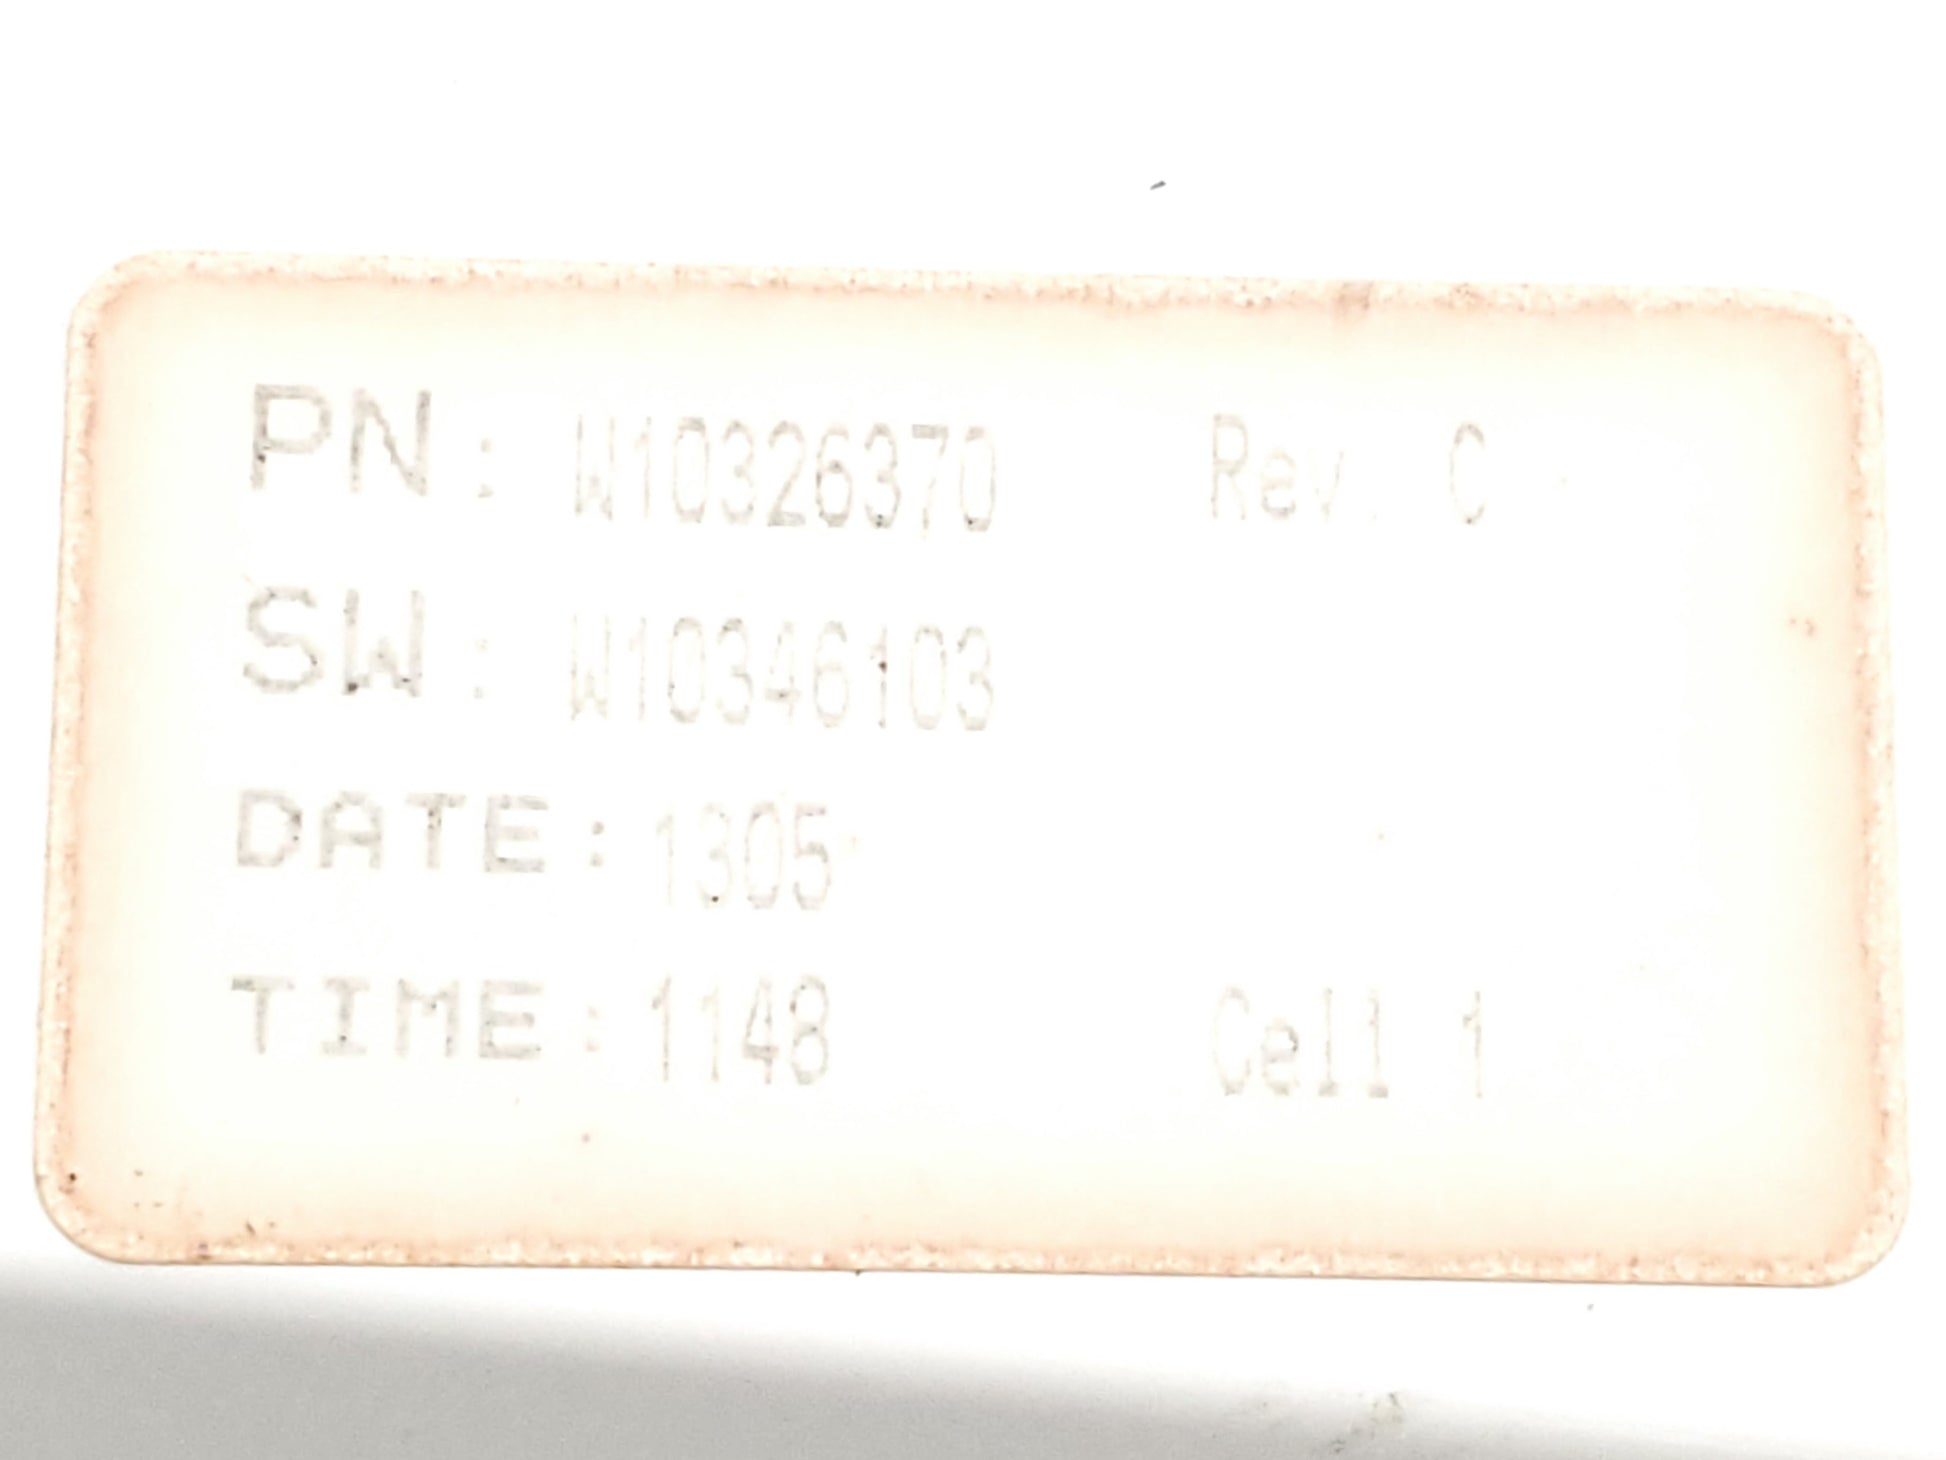 PN: W10326370 Rev. C
SW: W10346103
DATE: 1305
TIME: 1148 Cell 1